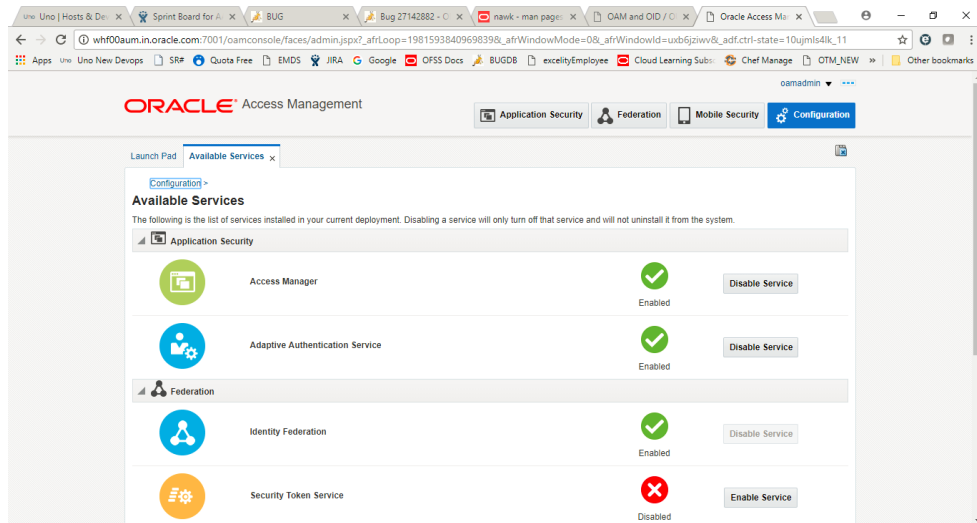 Uno | Hosts & Dev
Sprint Board for A
BUG
Bug 27142882 - O
nawk - man pages
OAM and OID / O
Oracle Access Man
whf00aum.in.oracle.com:7001/oamconsole/faces/admin.jspx?_afrLoop=19815938409698398&_afrWindowMode=0&_afrWindowId=uxb6jziwv&_adf.ctrl-state=10ujmls4lk_11
Apps Uno New Devops SR# Quota Free EMDS JIRA Google OFSS Docs BUGDB excelityEmployee Cloud Learning Subs Chef Manage OTM_NEW » Other bookmarks
oamadmin
ORACLE Access Management
Application Security Federation Mobile Security Configuration
Launch Pad Available Services x
Configuration >
Available Services
The following is the list of services installed in your current deployment. Disabling a service will only turn off that service and will not uninstall it from the system.
Application Security
Access Manager
Enabled
Disable Service
Adaptive Authentication Service
Enabled
Disable Service
Federation
Identity Federation
Enabled
Disable Service
Security Token Service
Disabled
Enable Service